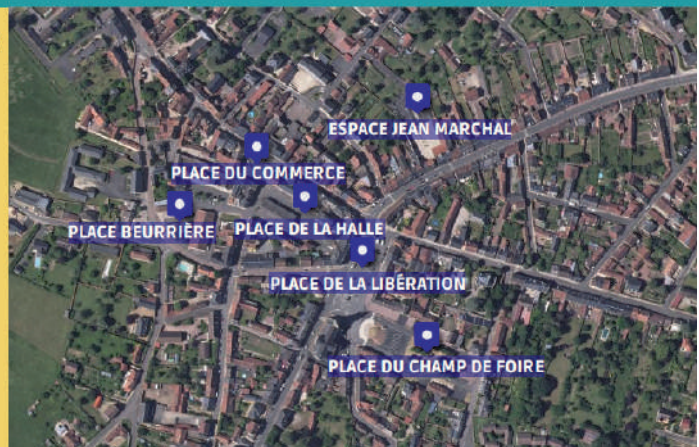 ESPACE JEAN MARCHAL
PLACE DU COMMERCE
PLACE BEURRIÈRE
PLACE DE LA HALLE
PLACE DE LA LIBÉRATION
PLACE DU CHAMP DE FOIRE